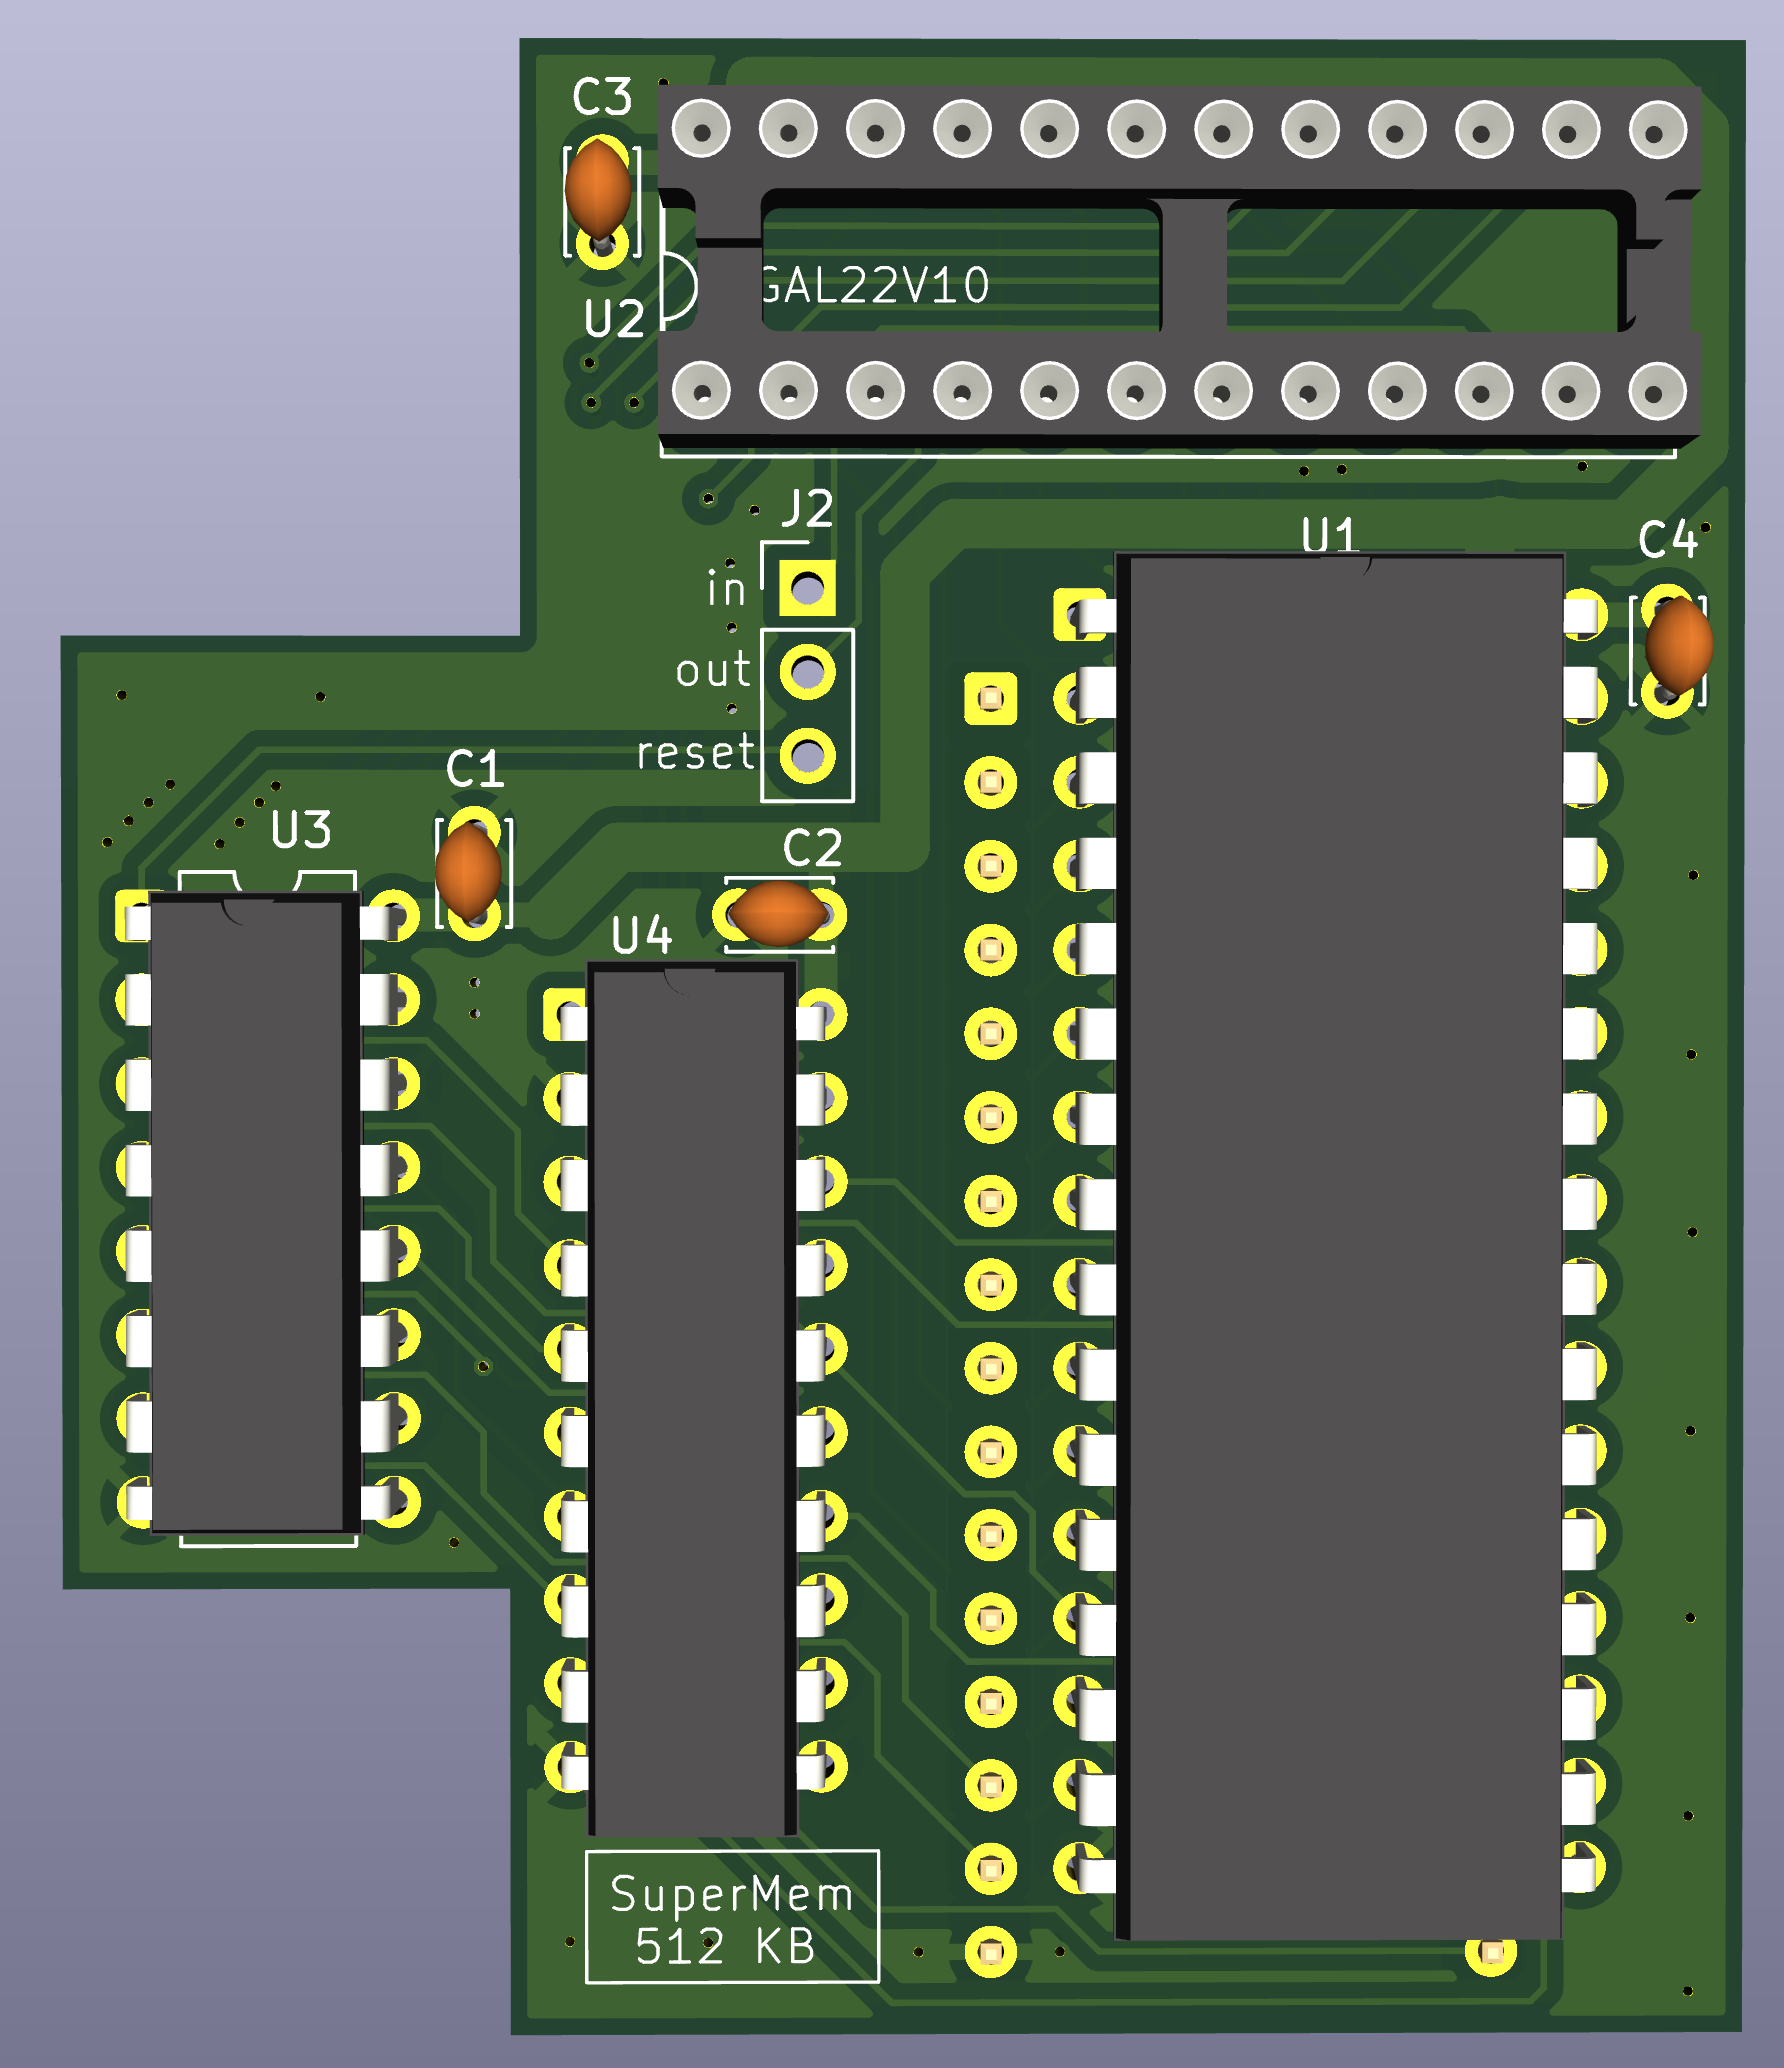 C3
GAL22V10
U2
J2
U1
C4
in
out
reset
C1
U3
C2
U4
SuperMem
512 KB